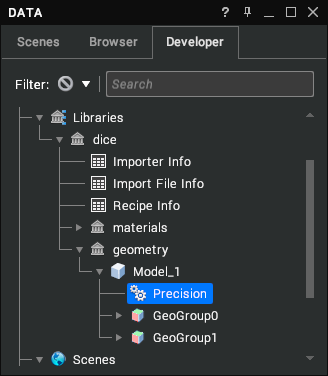 DATA ?
Scenes Browser Developer
Filter: Search
Libraries
dice
Importer Info
Import File Info
Recipe Info
materials
geometry
Model_1
Precision
GeoGroup0
GeoGroup1
Scenes